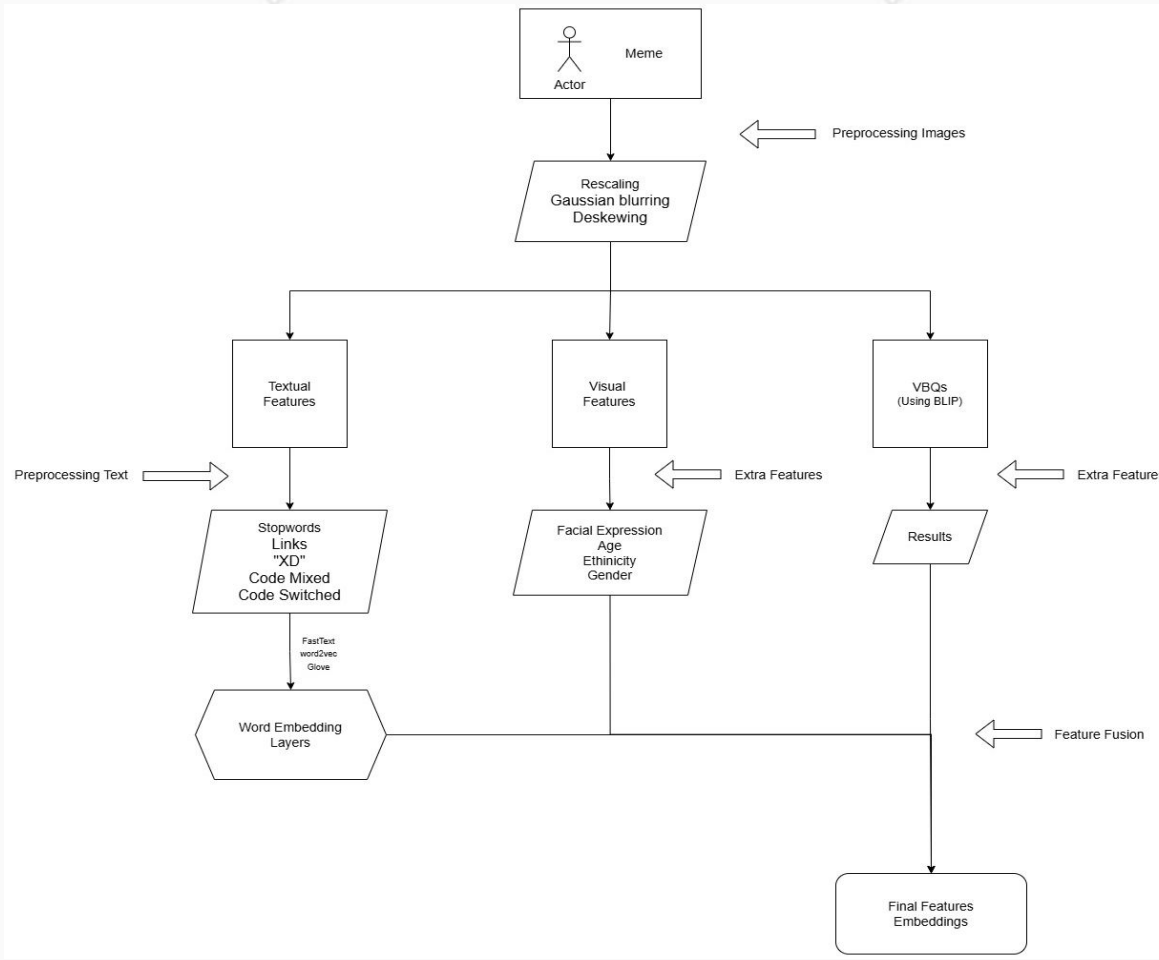 Meme
Actor
Preprocessing Images
Rescaling
Gaussian blurring
Deskewing
Textual
Features
Visual
Features
VBQs
(Using BLIP)
Preprocessing Text
Extra Features
Extra Feature
Stopwords
Links
"XD"
Code Mixed
Code Switched
Facial Expression
Age
Ethinicity
Gender
Results
FastText
word2vec
Glove
Word Embedding
Layers
Feature Fusion
Final Features
Embeddings